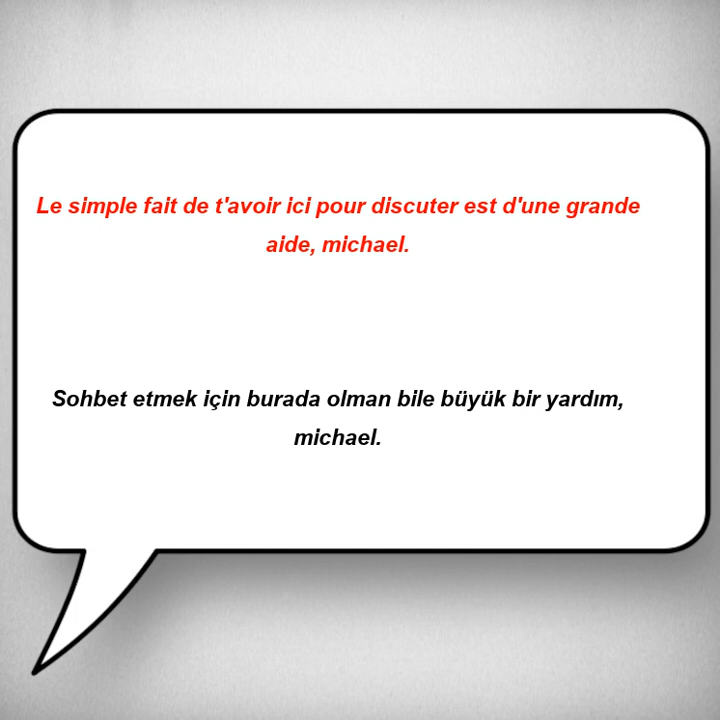 Le simple fait de t'avoir ici pour discuter est d'une grande
aide, michael.
Sohbet etmek için burada olman bile büyük bir yardım,
michael.